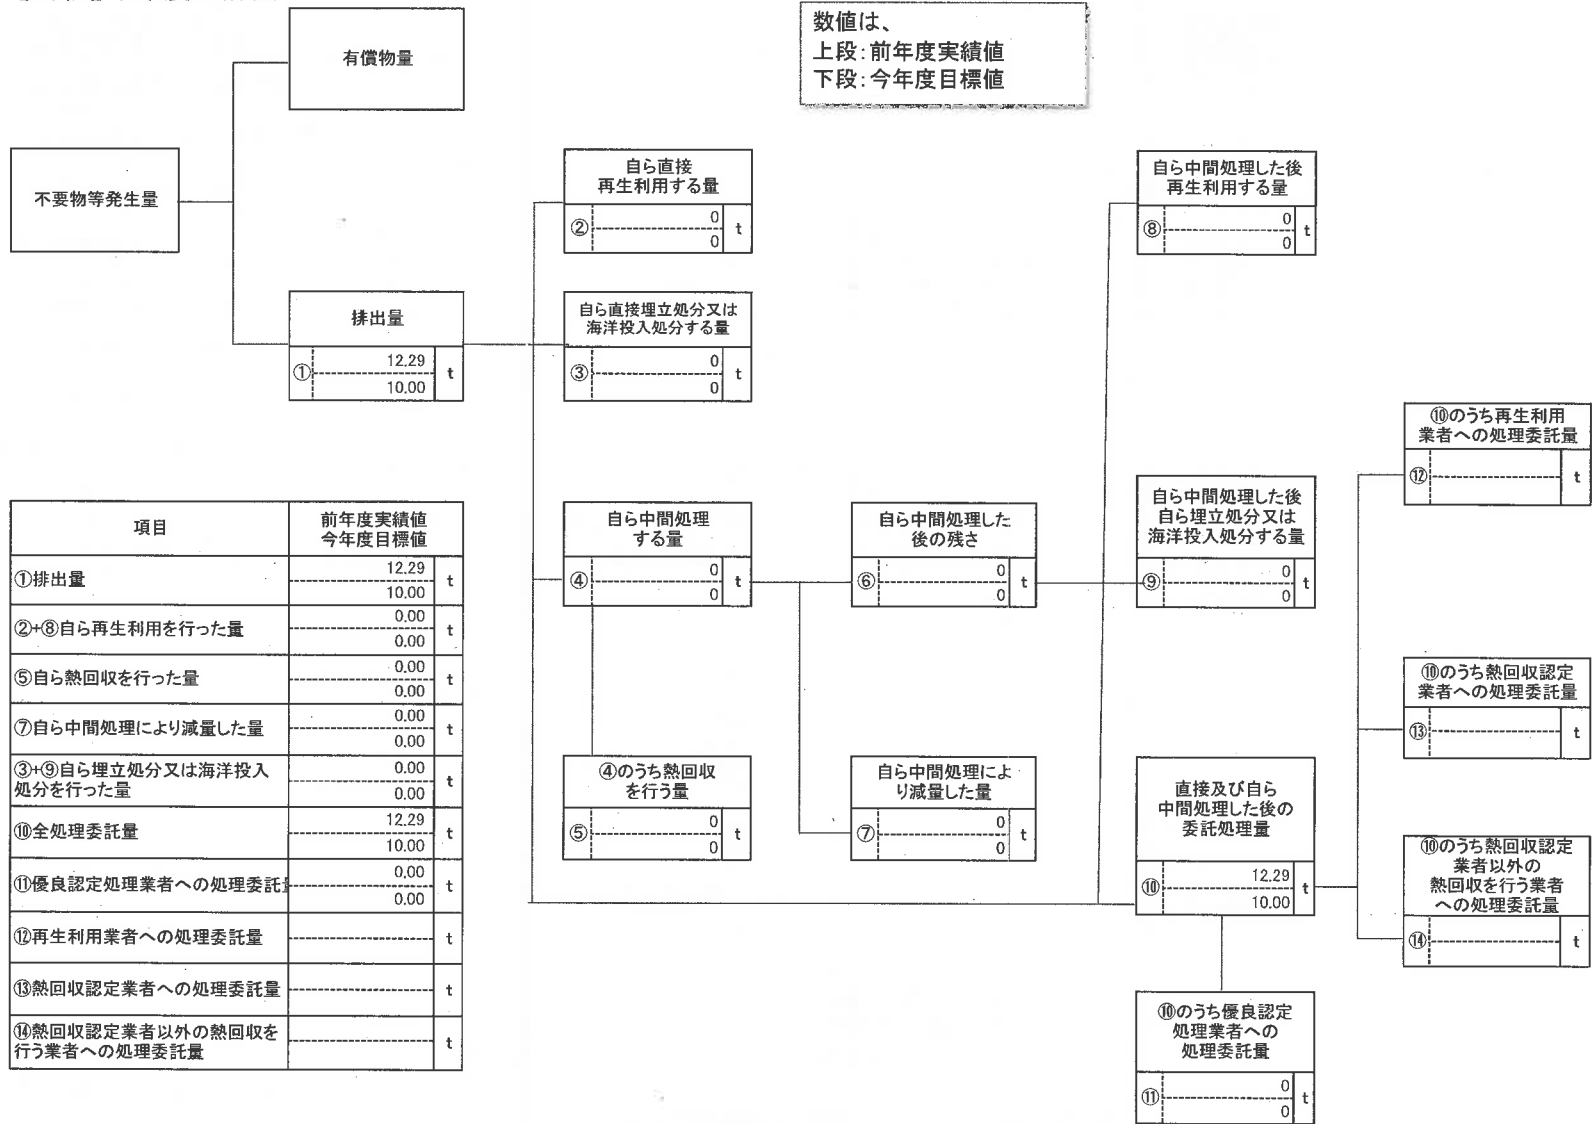 数値は、
上段:前年度実績値
下段:今年度目標値
有償物量
不要物等発生量
排出量
① 12.29 t
10.00
自ら直接
再生利用する量
② 0 t
0
自ら直接埋立処分又は
海洋投入処分する量
③ 0 t
0
自ら中間処理した後
再生利用する量
⑧ 0 t
0
自ら中間処理
する量
④ 0 t
0
自ら中間処理した
後の残さ
⑥ 0 t
0
自ら中間処理した後
自ら埋立処分又は
海洋投入処分する量
⑨ 0 t
0
④のうち熱回収
を行う量
⑤ 0 t
0
自ら中間処理によ
り減量した量
⑦ 0 t
0
直接及び自ら
中間処理した後の
委託処理量
⑩ 12.29 t
10.00
⑩のうち優良認定
処理業者への
処理委託量
⑪ 0 t
0
⑩のうち再生利用
業者への処理委託量
⑫ t
⑩のうち熱回収認定
業者への処理委託量
⑬ t
⑩のうち熱回収認定
業者以外の
熱回収を行う業者
への処理委託量
⑭ t
項目 前年度実績値
今年度目標値
①排出量 12.29 t
10.00
②+⑧自ら再生利用を行った量 0.00 t
0.00
⑤自ら熱回収を行った量 0.00 t
0.00
⑦自ら中間処理により減量した量 0.00 t
0.00
③+⑨自ら埋立処分又は海洋投入
処分を行った量 0.00 t
0.00
⑩全処理委託量 12.29 t
10.00
⑪優良認定処理業者への処理委託 0.00 t
0.00
⑫再生利用業者への処理委託量 t
⑬熱回収認定業者への処理委託量 t
⑭熱回収認定業者以外の熱回収を
行う業者への処理委託量 t